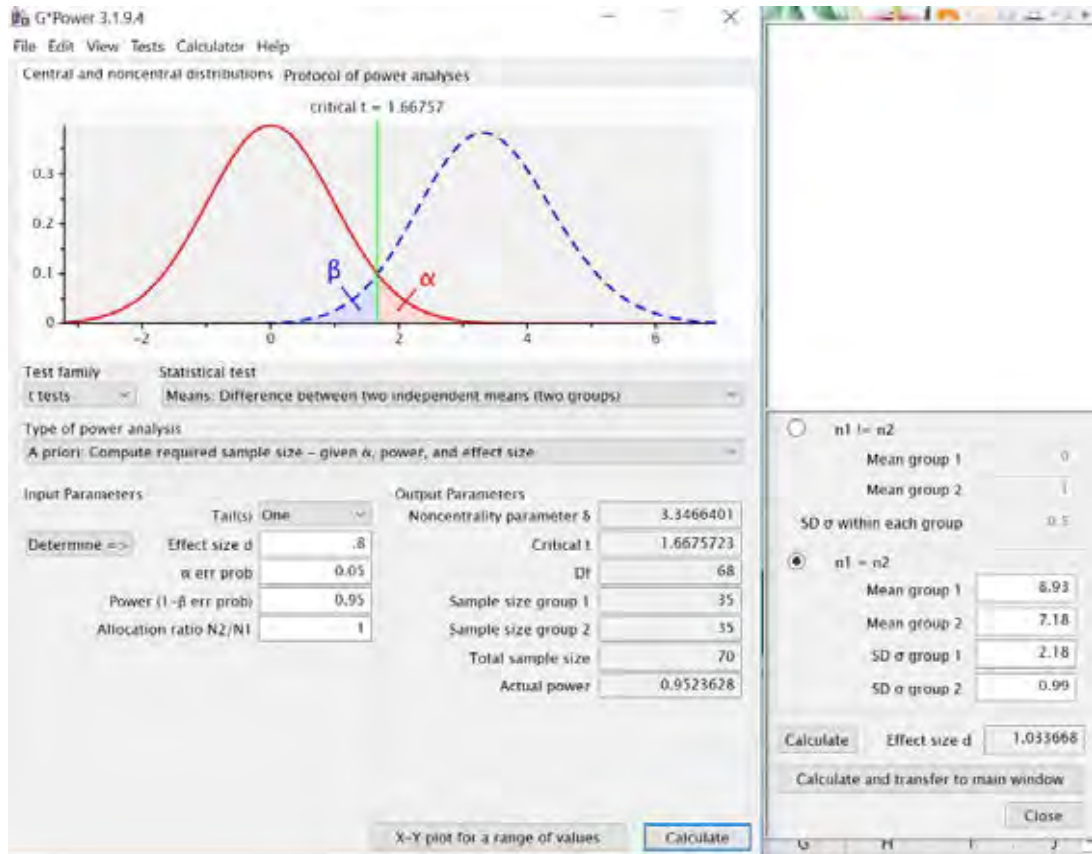 G*Power 3.1.9.4
File Edit View Tests Calculator Help
Central and noncentral distributions Protocol of power analyses
critical t = 1.66757
0.3
0.2
0.1
0
β
α
-2 0 2 4 6
Test family Statistical test
t tests Means: Difference between two independent means (two groups)
Type of power analysis
A priori: Compute required sample size – given α, power, and effect size
Input Parameters
Tail(s) One
Determine => Effect size d .8
α err prob 0.05
Power (1-β err prob) 0.95
Allocation ratio N2/N1 1
Output Parameters
Noncentrality parameter δ 3.3466401
Critical t 1.6675723
Df 68
Sample size group 1 35
Sample size group 2 35
Total sample size 70
Actual power 0.9523628
X-Y plot for a range of values Calculate
n1 != n2
Mean group 1 0
Mean group 2 1
SD σ within each group 0.5
n1 = n2
Mean group 1 8.93
Mean group 2 7.18
SD σ group 1 2.18
SD σ group 2 0.99
Calculate Effect size d 1.033668
Calculate and transfer to main window
Close
G H I J